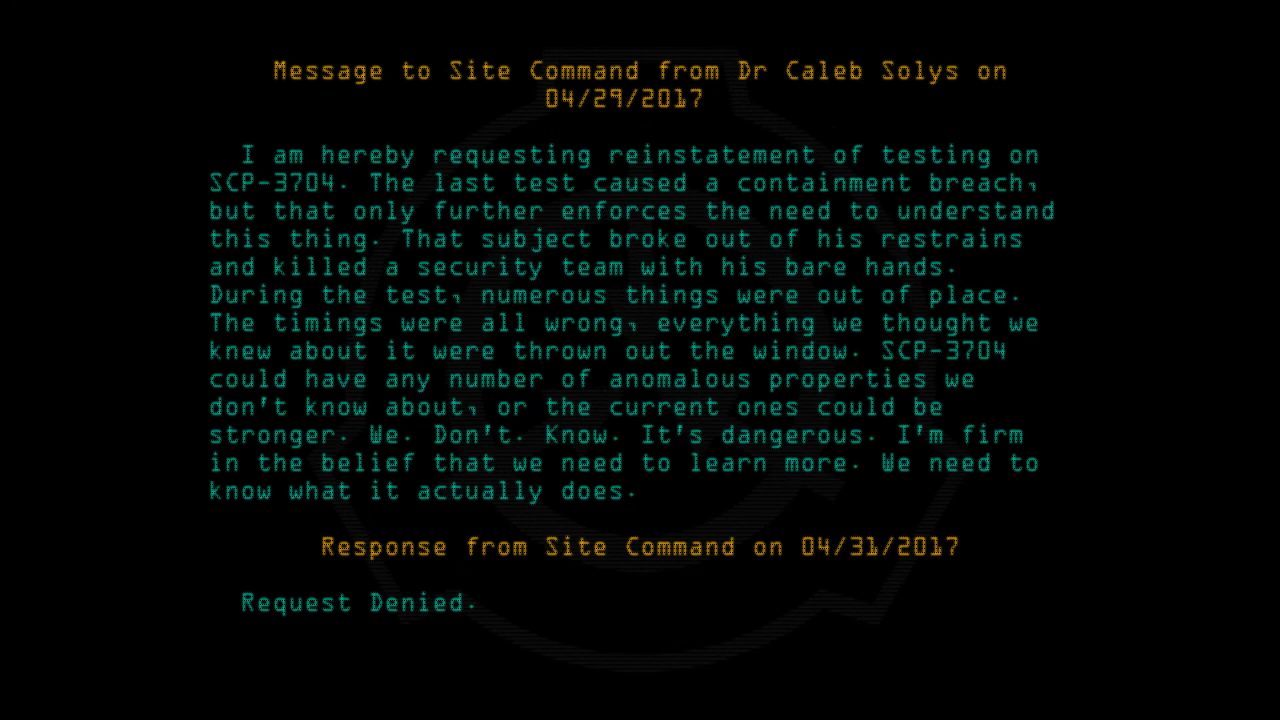 Message to Site Command from Dr Caleb Solys on
04/29/2017
I am hereby requesting reinstatement of testing on
SCP-3704. The last test caused a containment breach,
but that only further enforces the need to understand
this thing. That subject broke out of his restrains
and killed a security team with his bare hands.
During the test, numerous things were out of place.
The timings were all wrong, everything we thought we
knew about it were thrown out the window. SCP-3704
could have any number of anomalous properties we
don't know about, or the current ones could be
stronger. We. Don't. Know. It's dangerous. I'm firm
in the belief that we need to learn more. We need to
know what it actually does.
Response from Site Command on 04/31/2017
Request Denied.